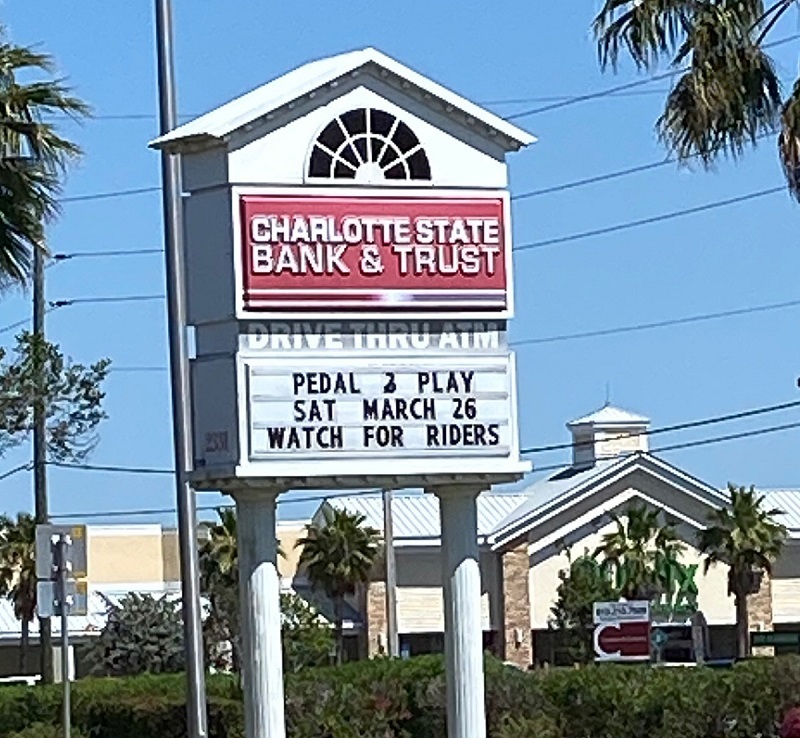 CHARLOTTE STATE
BANK & TRUST
DRIVE THRU ATM
PEDAL 2 PLAY
SAT MARCH 26
WATCH FOR RIDERS